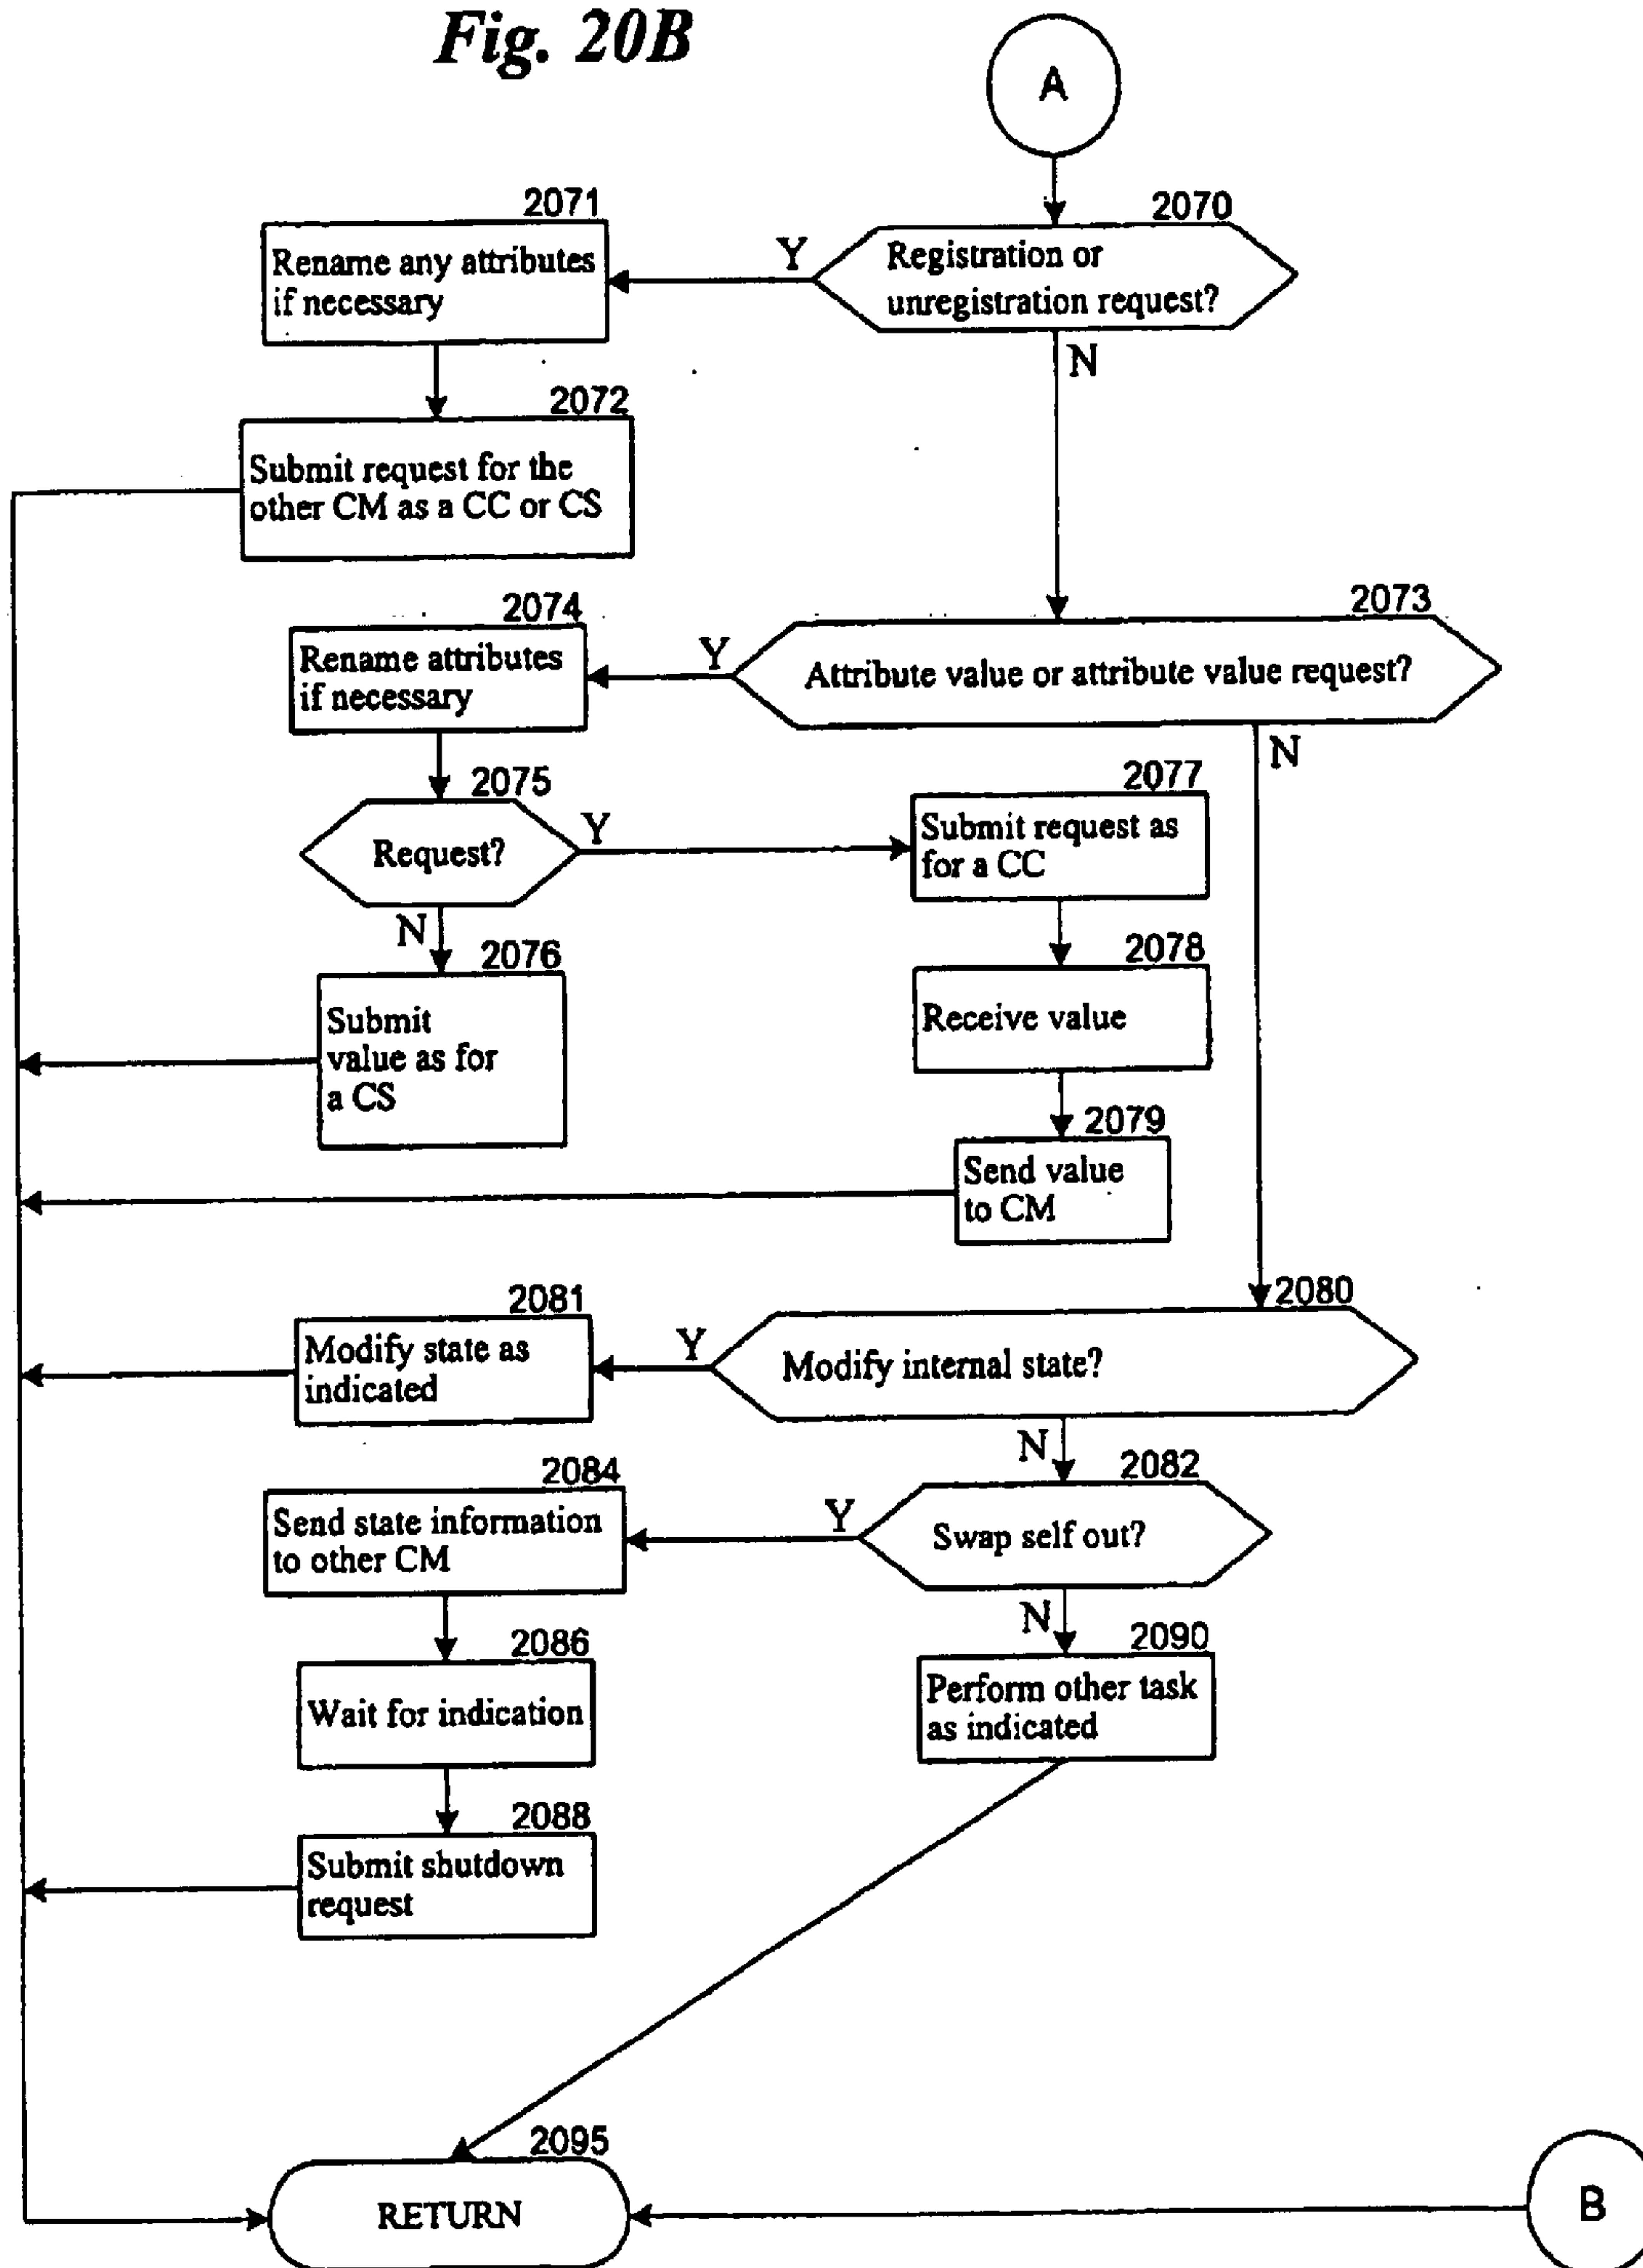 Fig. 20B
A
2070
Registration or
unregistration request?
Y
N
2071
Rename any attributes
if necessary
2072
Submit request for the
other CM as a CC or CS
2073
Attribute value or attribute value request?
Y
N
2074
Rename attributes
if necessary
2075
Request?
Y
N
2076
Submit
value as for
a CS
2077
Submit request as
for a CC
2078
Receive value
2079
Send value
to CM
2080
Modify internal state?
Y
N
2081
Modify state as
indicated
2082
Swap self out?
Y
N
2084
Send state information
to other CM
2086
Wait for indication
2088
Submit shutdown
request
2090
Perform other task
as indicated
2095
RETURN
B